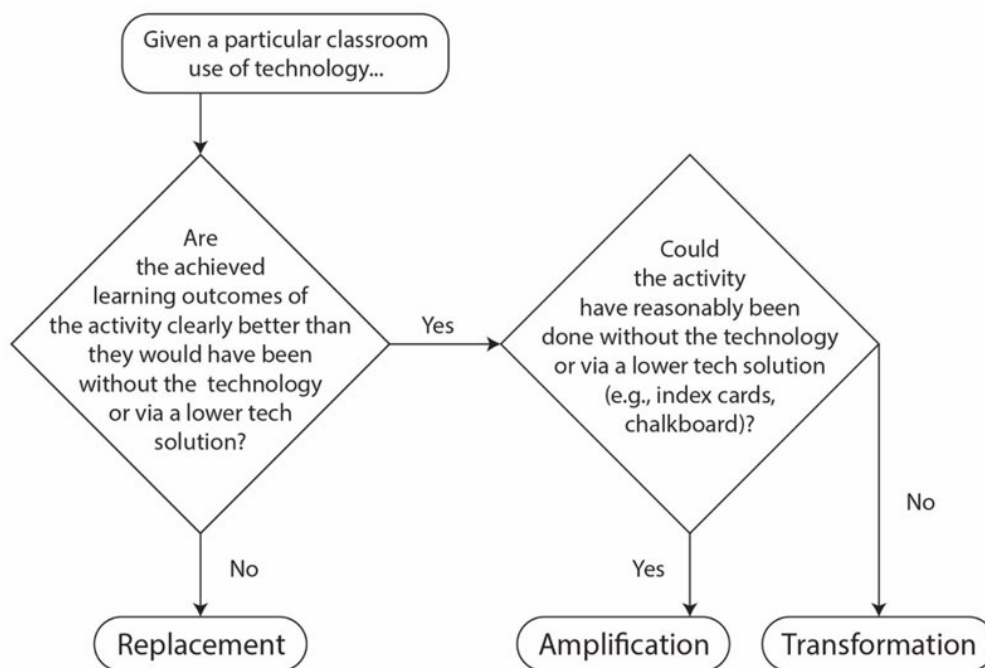 Given a particular classroom
use of technology...
Are
the achieved
learning outcomes of
the activity clearly better than
they would have been
without the technology
or via a lower tech
solution?
Yes
Could
the activity
have reasonably been
done without the technology
or via a lower tech solution
(e.g., index cards,
chalkboard)?
No
Yes
No
Replacement
Amplification
Transformation